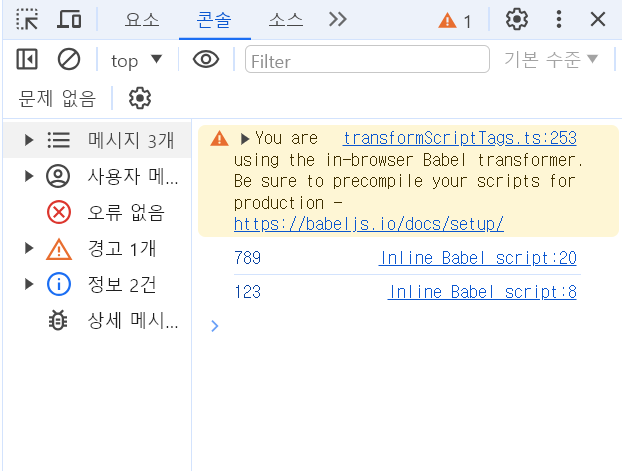 요소 콘솔 소스 1
top Filter 기본 수준
문제 없음
메시지 3개
사용자 메...
오류 없음
경고 1개
정보 2건
상세 메시...
You are transformScriptTags.ts:253
using the in-browser Babel transformer.
Be sure to precompile your scripts for
production -
https://babeljs.io/docs/setup/
789 Inline Babel script:20
123 Inline Babel script:8